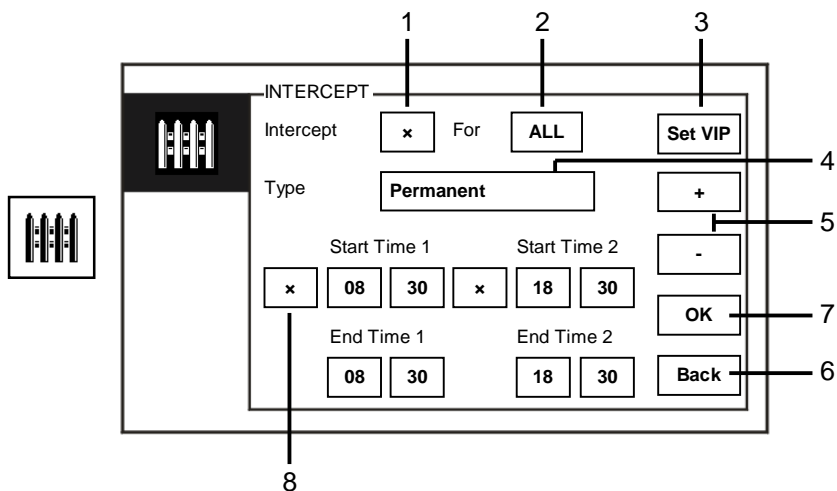 1 2 3
INTERCEPT
Intercept × For ALL Set VIP
4
Type Permanent +
5
Start Time 1 Start Time 2 -
× 08 30 × 18 30
OK 7
End Time 1 End Time 2
08 30 18 30 Back 6
8